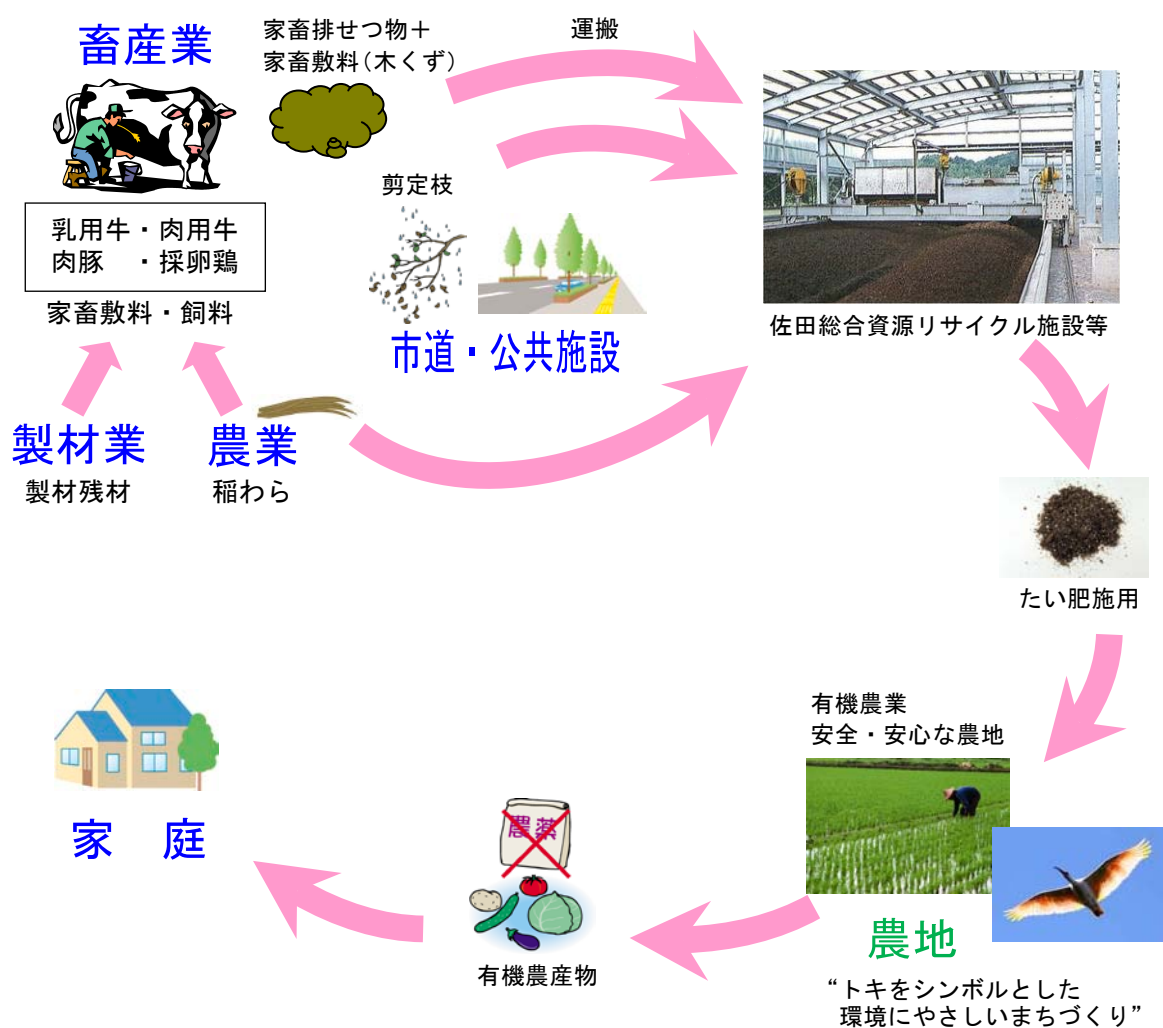 畜産業
家畜排せつ物＋
家畜敷料(木くず)
運搬
乳用牛・肉用牛
肉豚　・採卵鶏
家畜敷料・飼料
剪定枝
市道・公共施設
佐田総合資源リサイクル施設等
製材業
製材残材
農業
稲わら
たい肥施用
有機農業
安全・安心な農地
農地
“トキをシンボルとした
環境にやさしいまちづくり”
農薬
有機農産物
家　庭